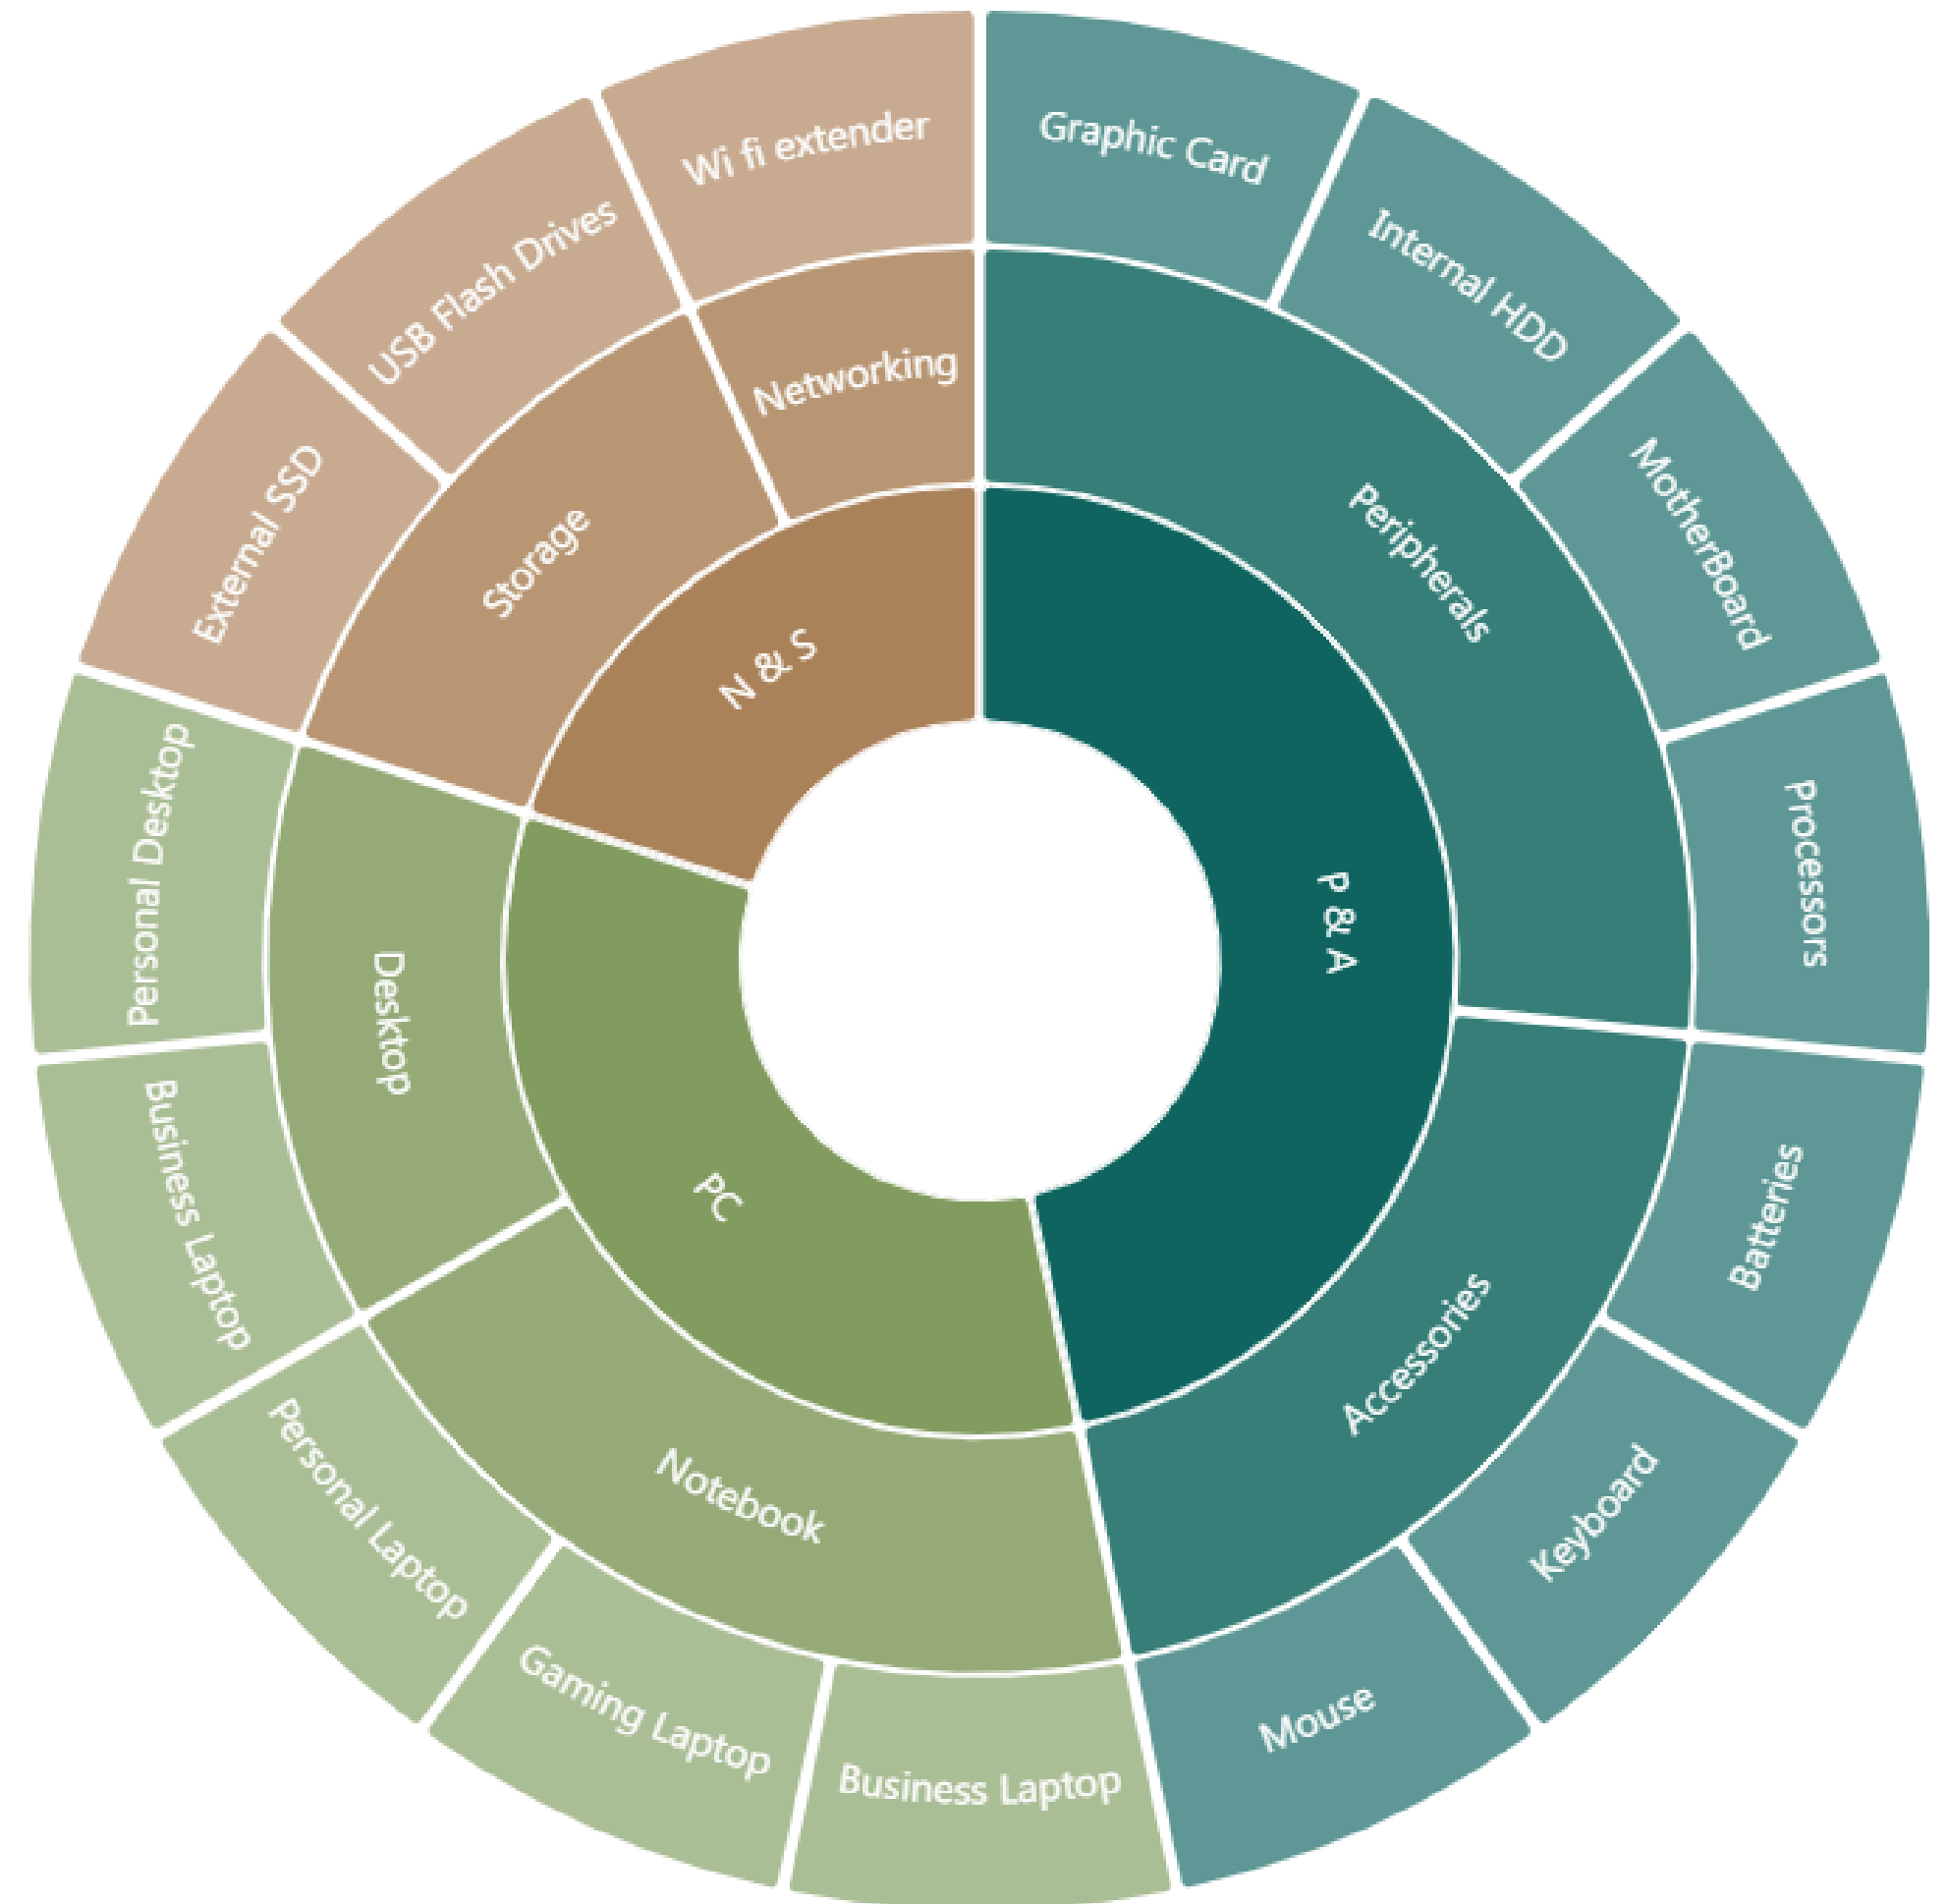 Graphic Card
Internal HDD
MotherBoard
Processors
Batteries
Keyboard
Mouse
Business Laptop
Gaming Laptop
Personal Laptop
Business Laptop
Personal Desktop
External SSD
USB Flash Drives
Wi fi extender
Peripherals
Accessories
Notebook
Desktop
Storage
Networking
P & A
PC
N & S